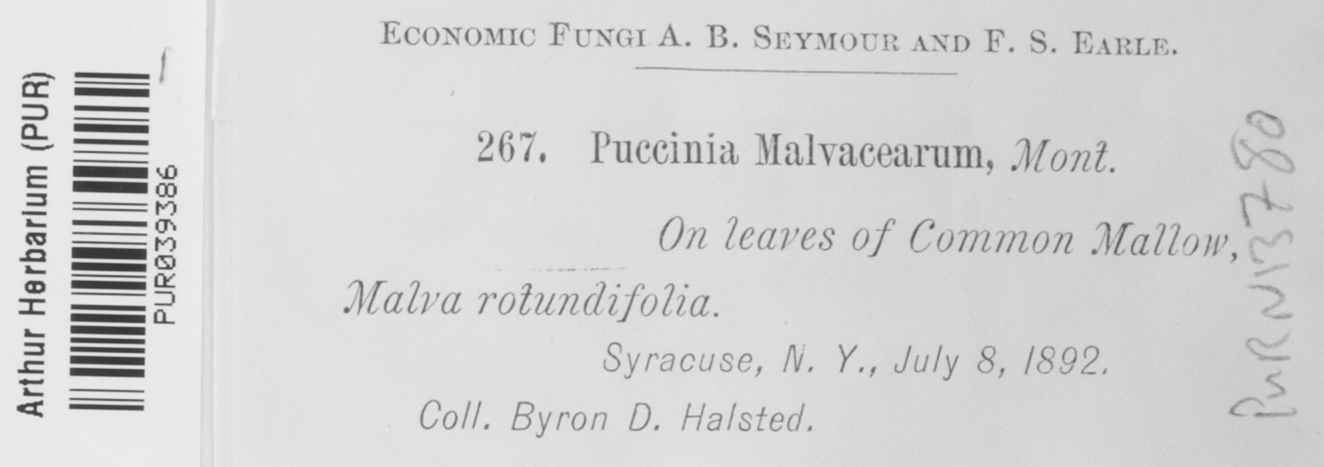 Economic Fungi A. B. Seymour and F. S. Earle.
267. Puccinia Malvacearum, Mont.
On leaves of Common Mallow,
Malva rotundifolia.
Syracuse, N. Y., July 8, 1892.
Coll. Byron D. Halsted.
Arthur Herbarium (PUR)
PUR039386
PUR N13780